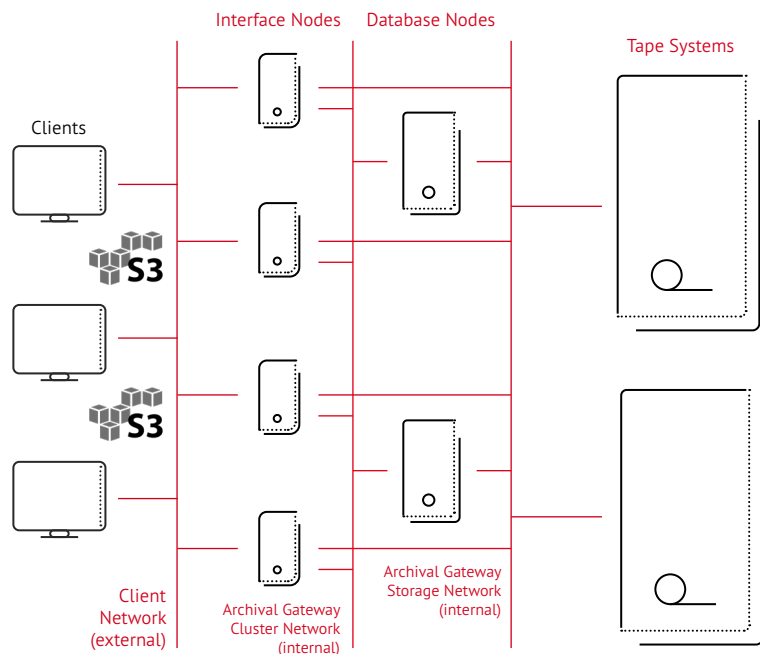 Interface Nodes
Database Nodes
Tape Systems
Clients
S3
S3
Client
Network
(external)
Archival Gateway
Cluster Network
(internal)
Archival Gateway
Storage Network
(internal)